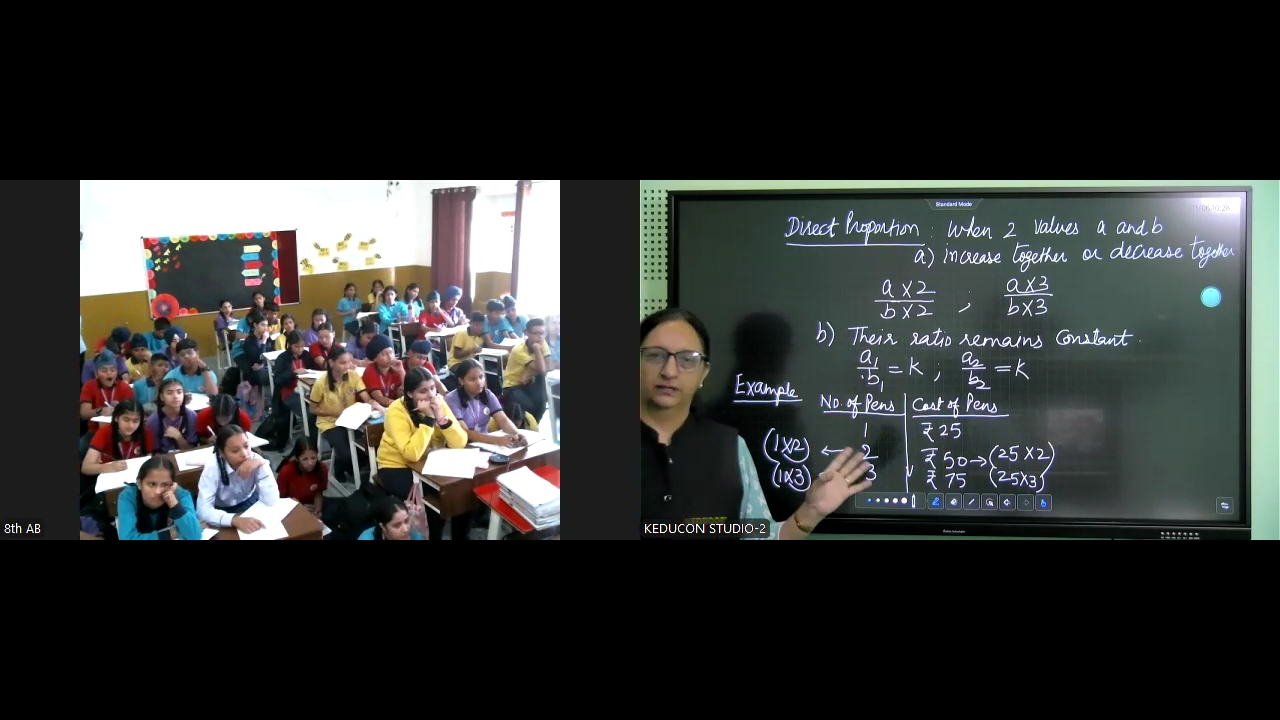 Standard Mode
Direct Proportion : When 2 values a and b
a) increase together or decrease together
a×2 / b×2 ; a×3 / b×3
b) Their ratio remains Constant.
a₁/b₁ = k ; a₂/b₂ = k
Example
No. of Pens Cost of Pens
1 ₹ 25
(1×2) ← 2 ₹ 50 → (25×2)
(1×3) 3 ₹ 75 (25×3)
8th AB
KEDUCON STUDIO-2